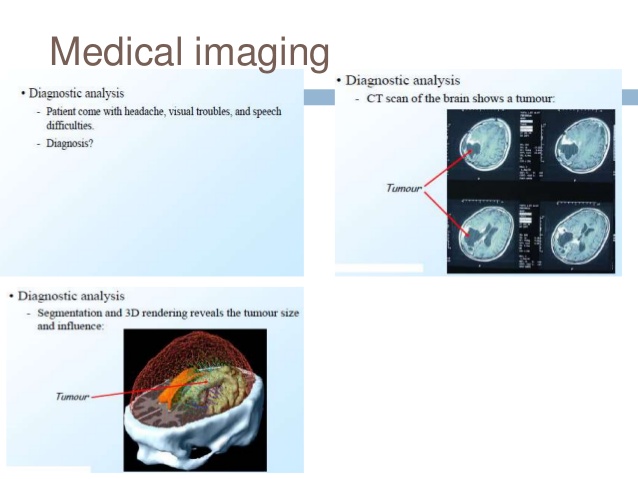 Medical imaging
• Diagnostic analysis
- Patient come with headache, visual troubles, and speech
difficulties.
- Diagnosis?
• Diagnostic analysis
- CT scan of the brain shows a tumour:
Tumour
• Diagnostic analysis
- Segmentation and 3D rendering reveals the tumour size
and influence:
Tumour